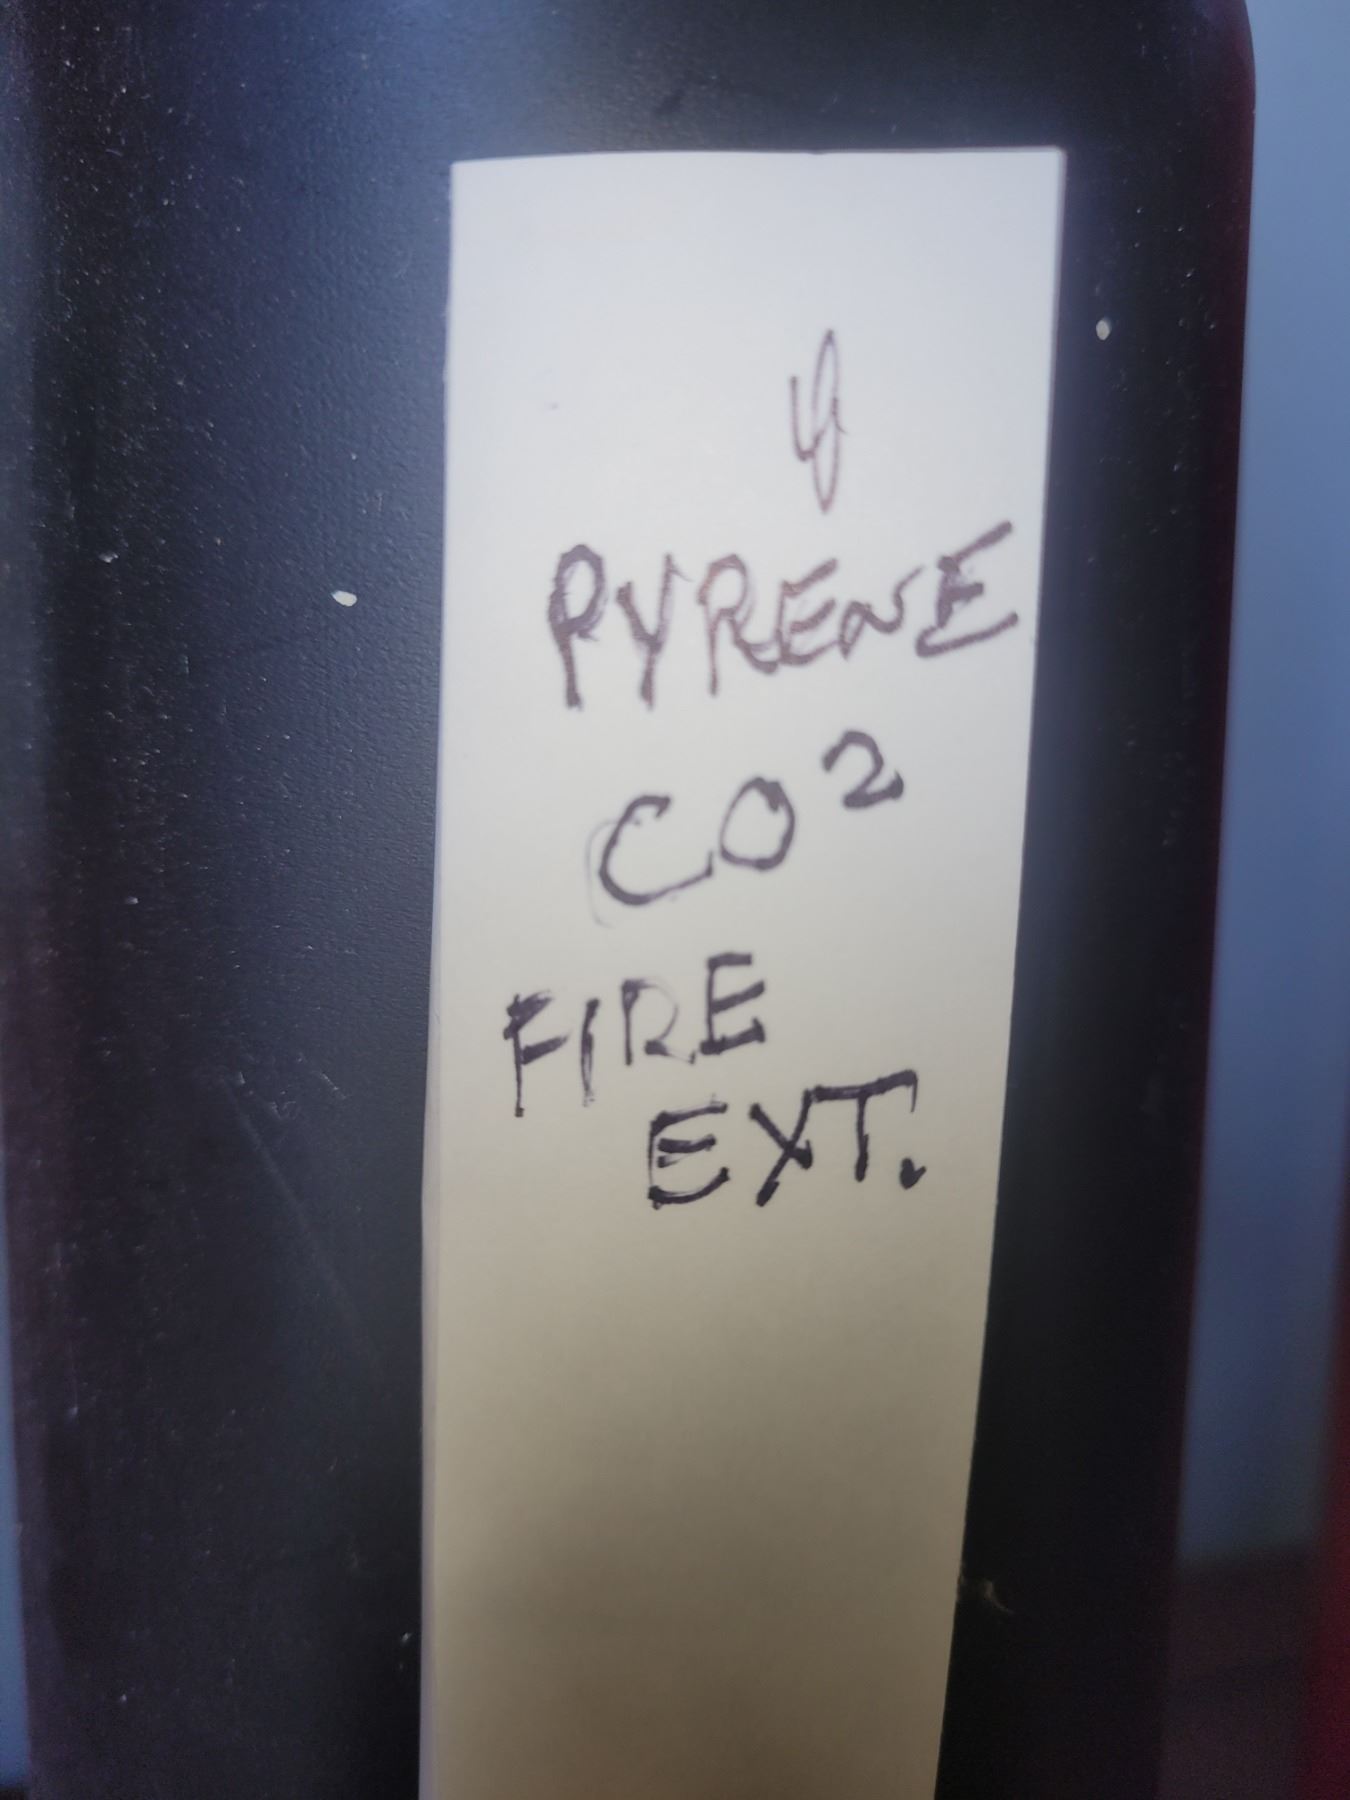 PYRENE
CO²
FIRE
EXT.